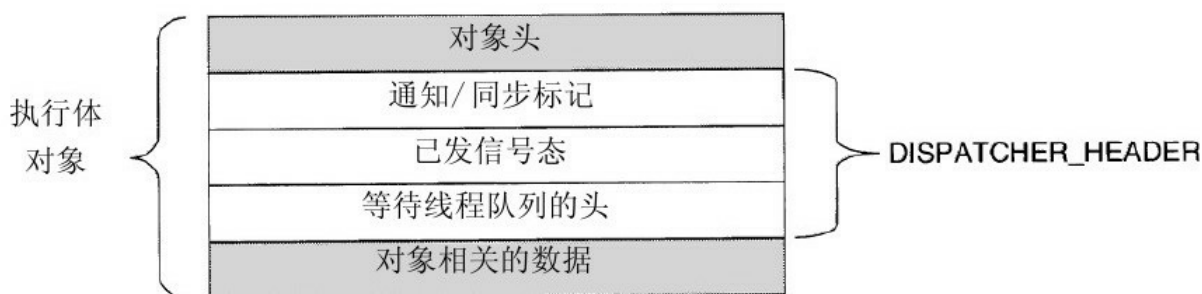 对象头
通知/同步标记
执行体
对象
已发信号态
DISPATCHER_HEADER
等待线程队列的头
对象相关的数据